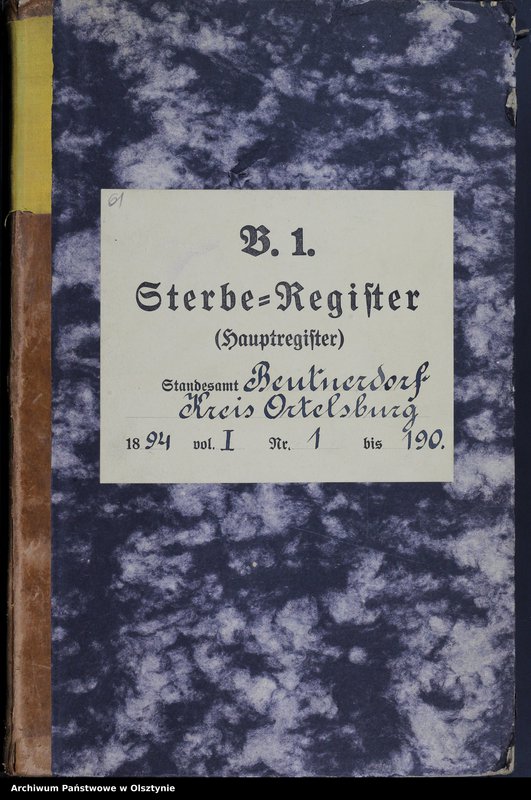 61
B. 1.
Sterbe=Register
(Hauptregister)
Standesamt Beutnerdorf
Kreis Ortelsburg
1894 vol. I Nr. 1 bis 190.
Archiwum Państwowe w Olsztynie